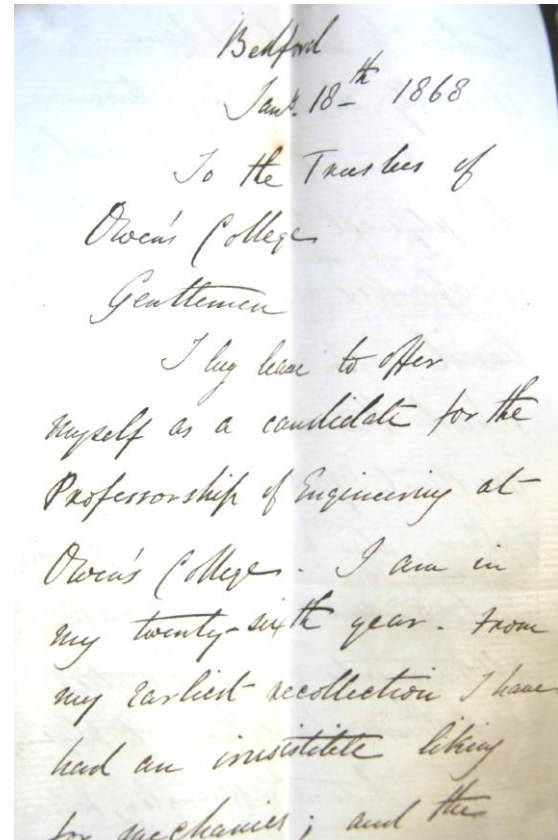 Bedford
Jany. 18th 1868
To the Trustees of
Owen's College
Gentlemen
I beg leave to offer
myself as a candidate for the
Professorship of Engineering at
Owen's College. I am in
my twenty-sixth year. From
my earliest recollection I have
had an irresistible liking
for mechanics; and the